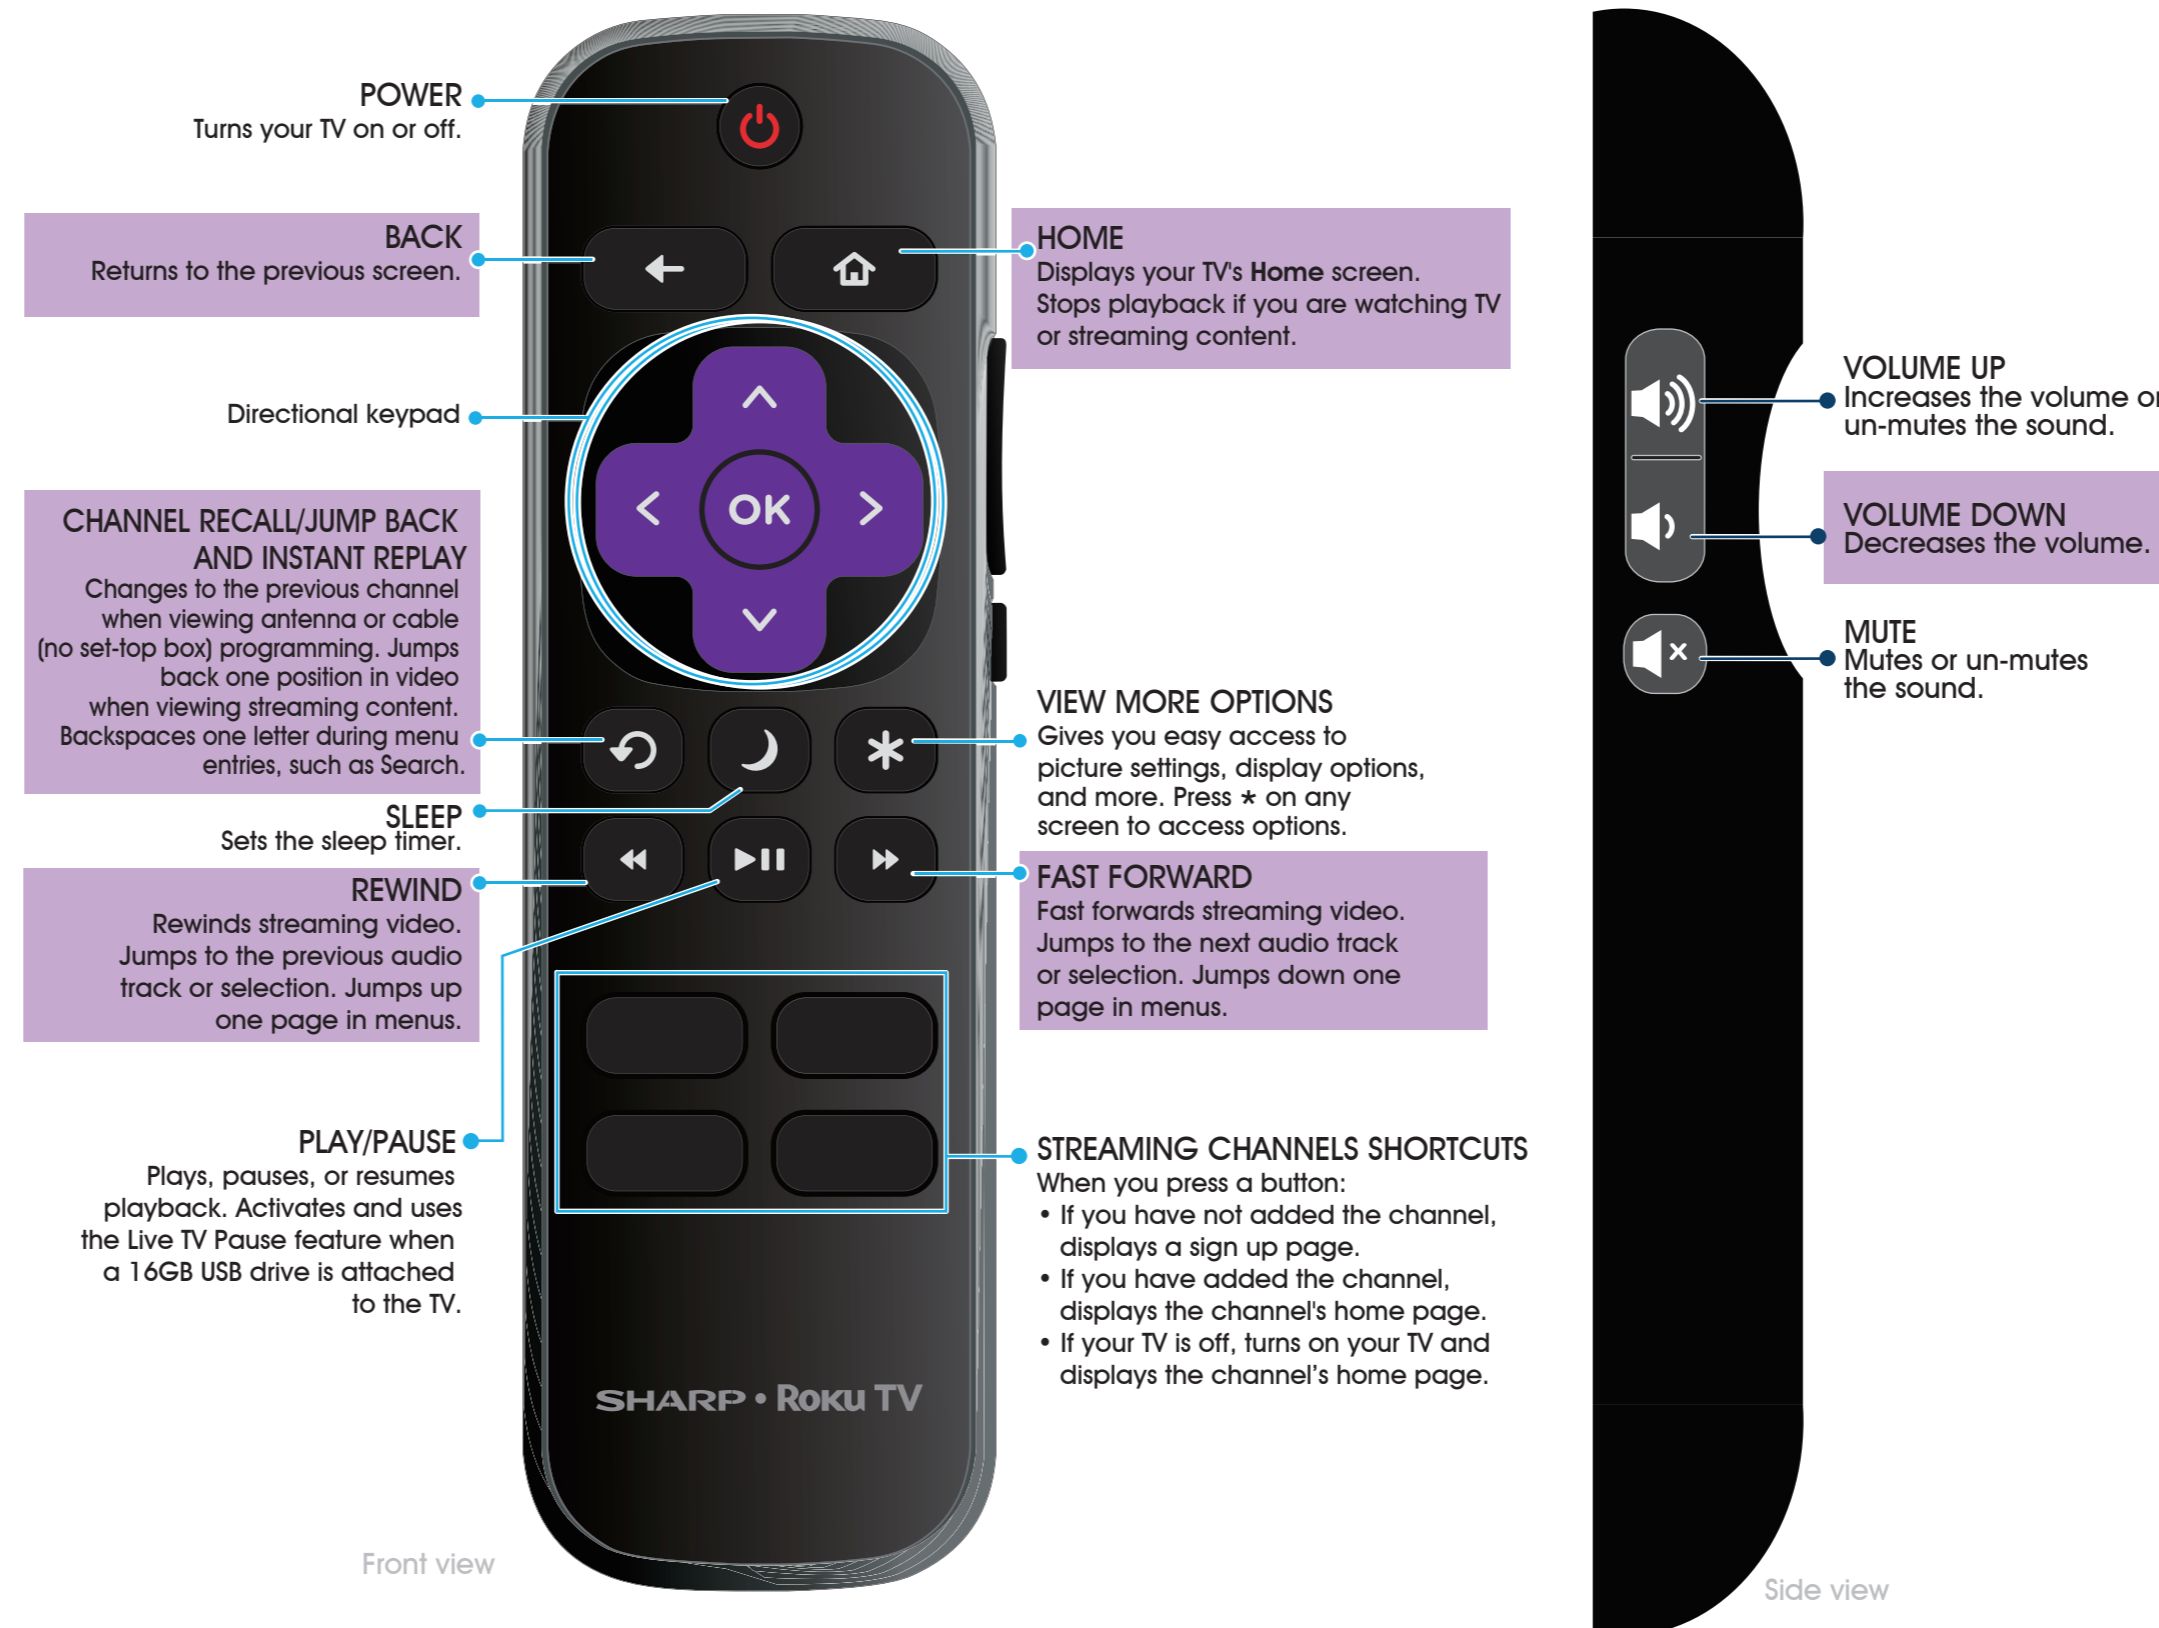 POWER
Turns your TV on or off.
BACK
Returns to the previous screen.
HOME
Displays your TV's Home screen.
Stops playback if you are watching TV
or streaming content.
Directional keypad
OK
CHANNEL RECALL/JUMP BACK
AND INSTANT REPLAY
Changes to the previous channel
when viewing antenna or cable
(no set-top box) programming. Jumps
back one position in video
when viewing streaming content.
Backspaces one letter during menu
entries, such as Search.
SLEEP
Sets the sleep timer.
REWIND
Rewinds streaming video.
Jumps to the previous audio
track or selection. Jumps up
one page in menus.
PLAY/PAUSE
Plays, pauses, or resumes
playback. Activates and uses
the Live TV Pause feature when
a 16GB USB drive is attached
to the TV.
VIEW MORE OPTIONS
Gives you easy access to
picture settings, display options,
and more. Press * on any
screen to access options.
FAST FORWARD
Fast forwards streaming video.
Jumps to the next audio track
or selection. Jumps down one
page in menus.
STREAMING CHANNELS SHORTCUTS
When you press a button:
• If you have not added the channel,
displays a sign up page.
• If you have added the channel,
displays the channel's home page.
• If your TV is off, turns on your TV and
displays the channel’s home page.
SHARP • Roku TV
Front view
VOLUME UP
Increases the volume or
un-mutes the sound.
VOLUME DOWN
Decreases the volume.
MUTE
Mutes or un-mutes
the sound.
Side view